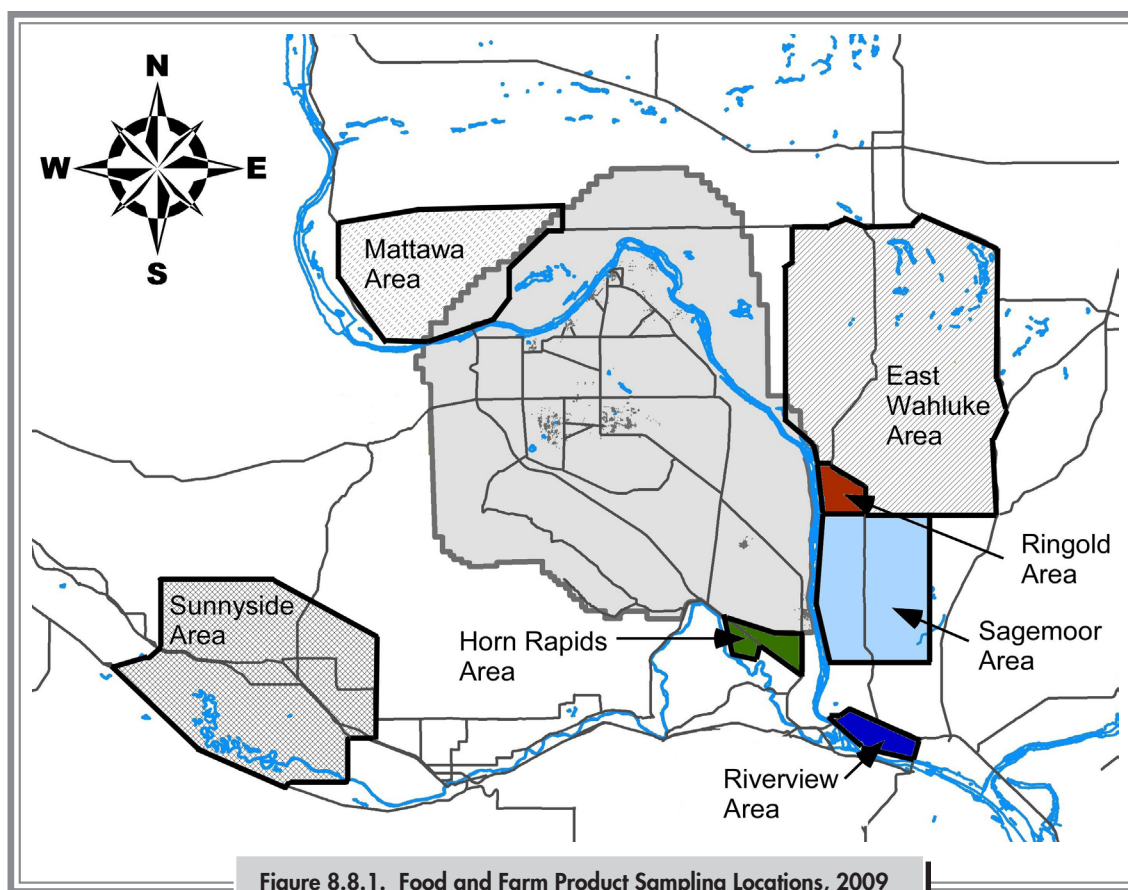 N
W
E
S
Mattawa
Area
East
Wahluke
Area
Ringold
Area
Sunnyside
Area
Horn Rapids
Area
Sagemoor
Area
Riverview
Area
Figure 8.8.1. Food and Farm Product Sampling Locations, 2009